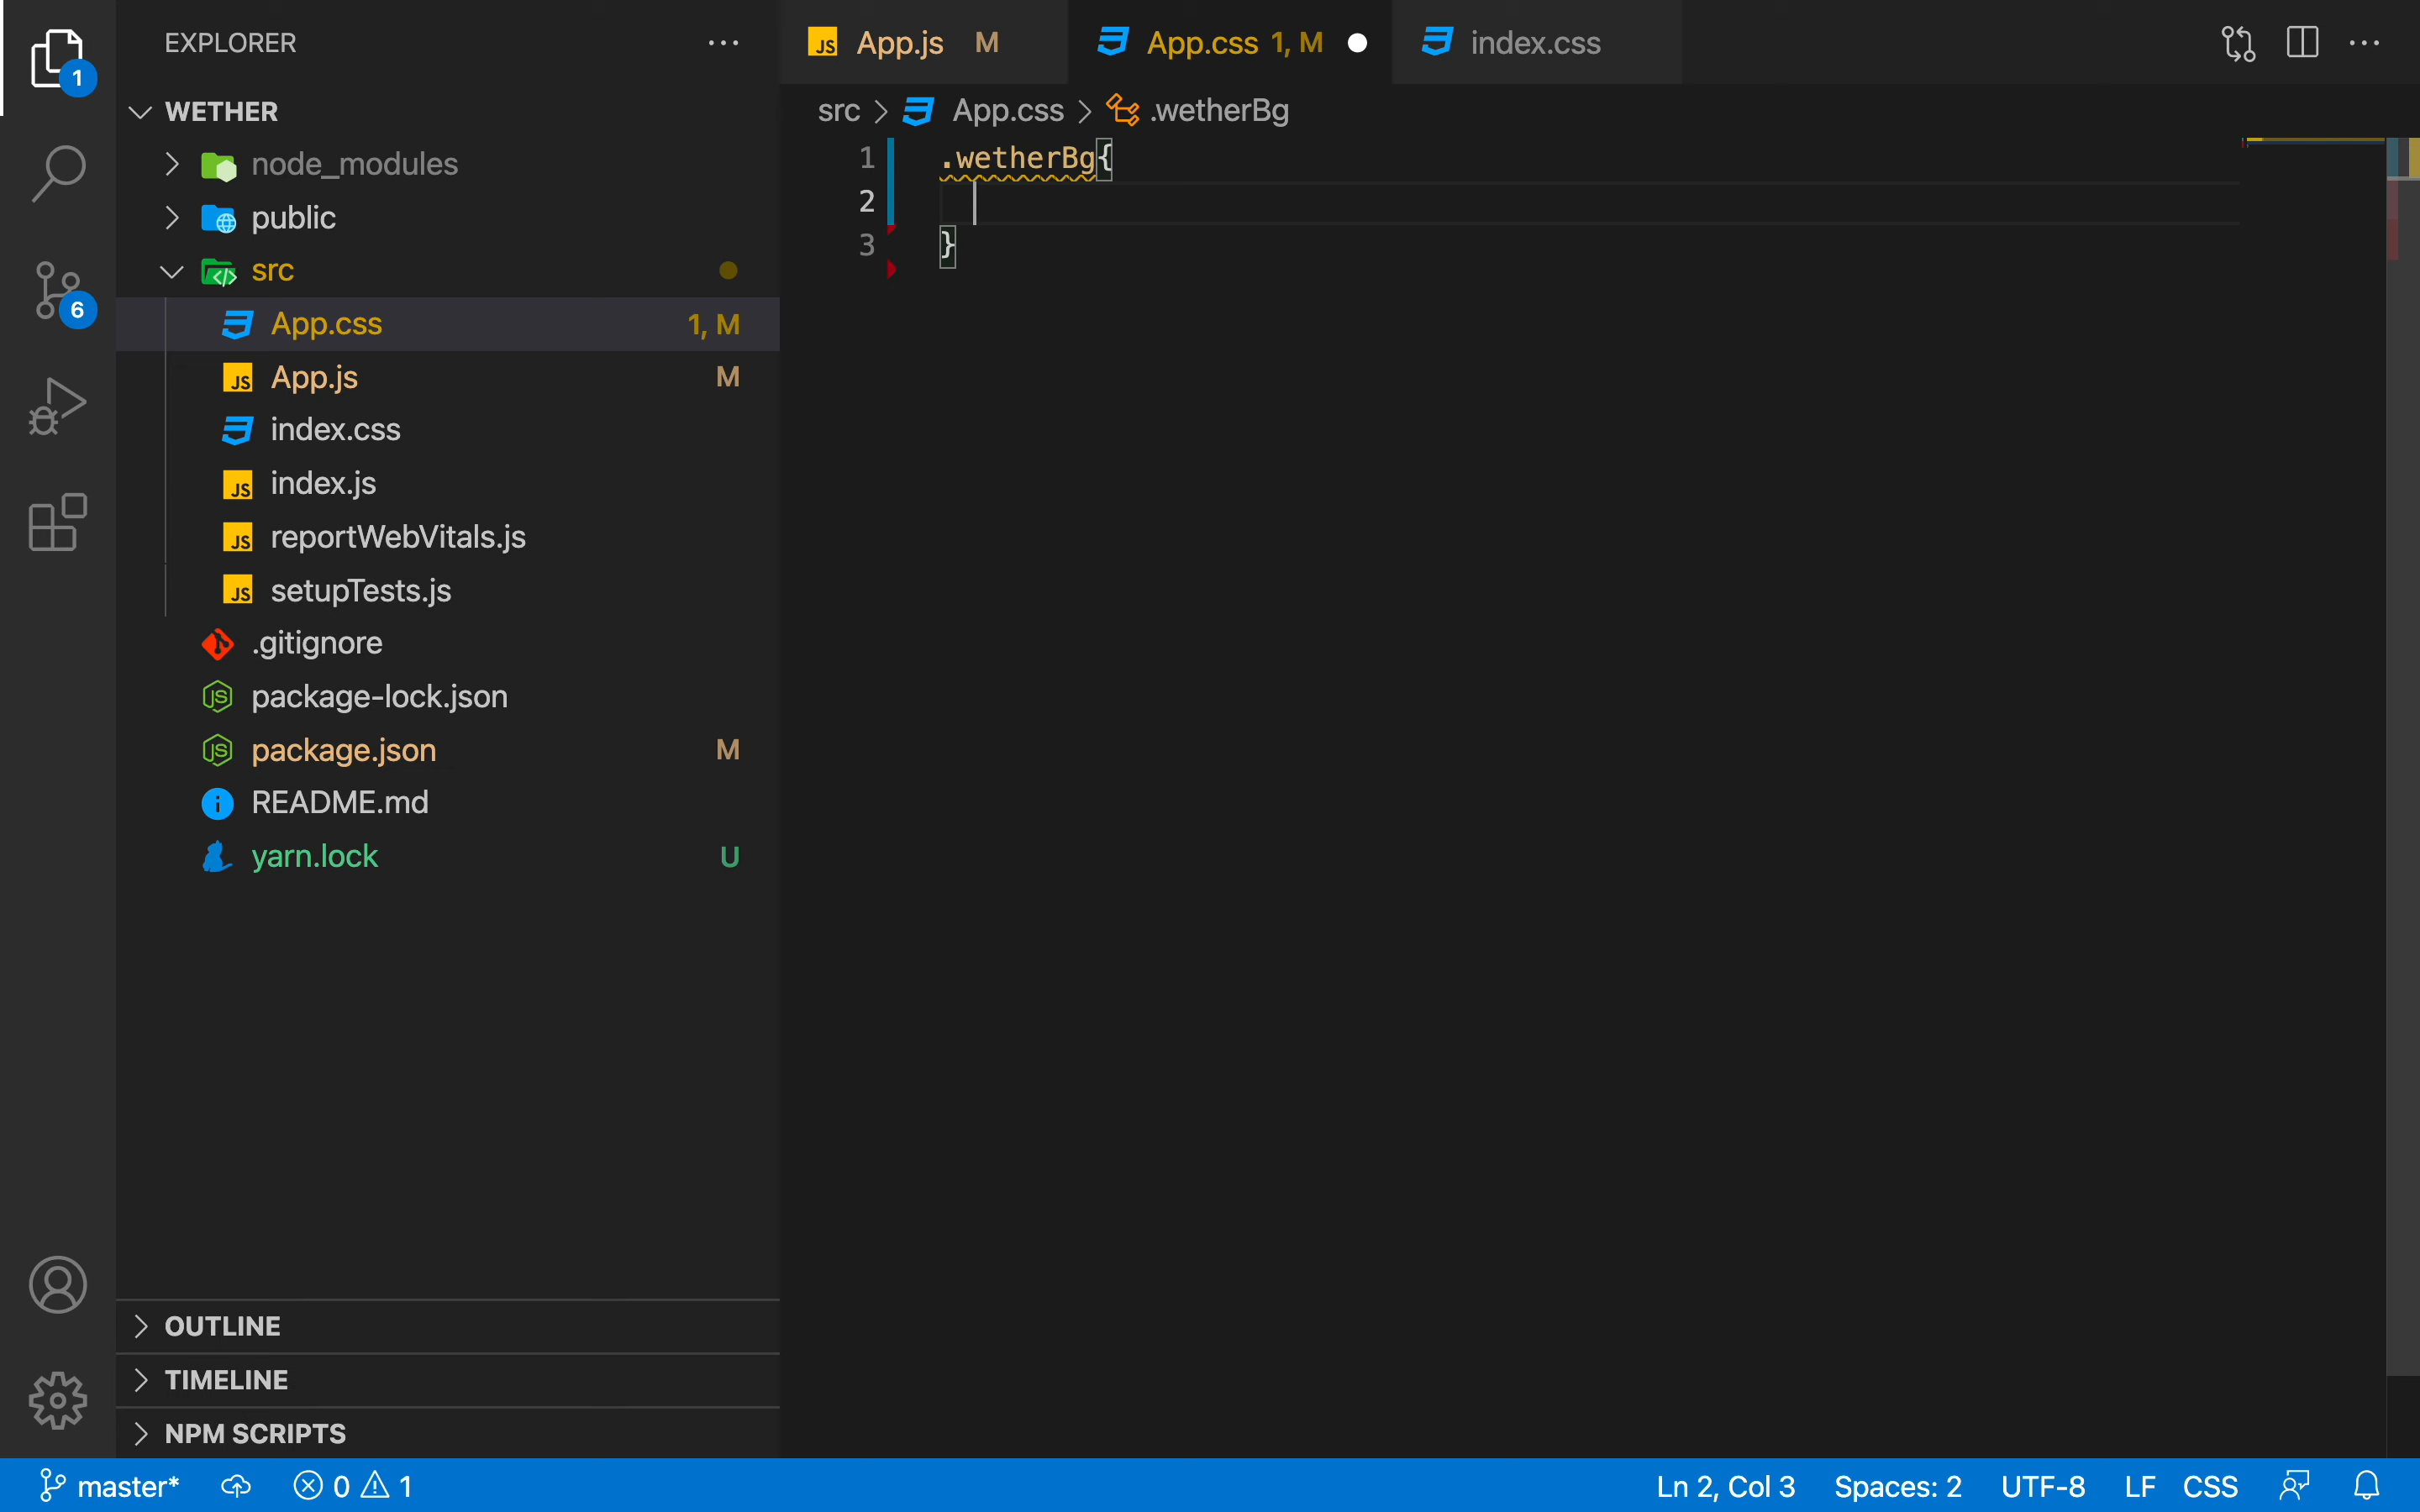 EXPLORER
1
6
WETHER
node_modules
public
src
App.css 1, M
App.js M
index.css
index.js
reportWebVitals.js
setupTests.js
.gitignore
package-lock.json
package.json M
README.md
yarn.lock U
OUTLINE
TIMELINE
NPM SCRIPTS
App.js M
App.css 1, M
index.css
src > App.css > .wetherBg
1 .wetherBg{
2
3 }
master* 0 1
Ln 2, Col 3 Spaces: 2 UTF-8 LF CSS